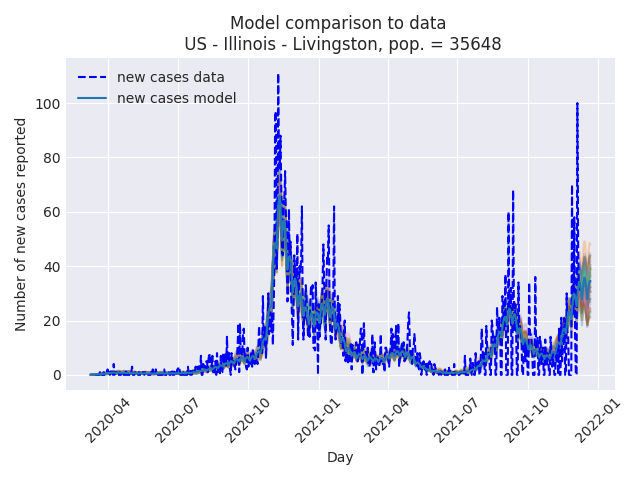 Model comparison to data
US - Illinois - Livingston, pop. = 35648
new cases data
new cases model
Number of new cases reported
100
80
60
40
20
0
2020-04
2020-07
2020-10
2021-01
2021-04
2021-07
2021-10
2022-01
Day